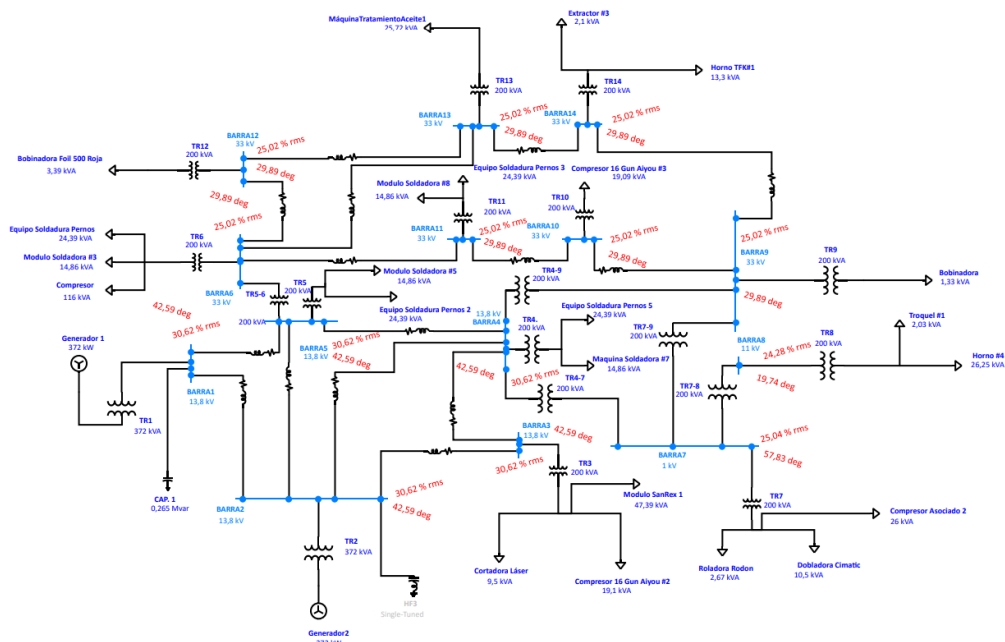 MáquinaTratamientoAceite1
25,72 kVA
Extractor #3
2,1 kVA
Horno TFK#1
13,3 kVA
TR13
200 kVA
TR14
200 kVA
BARRA13
33 kV
25,02 % rms
29,89 deg
BARRA14
33 kV
25,02 % rms
29,89 deg
BARRA12
33 kV
25,02 % rms
29,89 deg
TR12
200 kVA
Bobinadora Foil 500 Roja
3,39 kVA
Equipo Soldadura Pernos 3
24,39 kVA
Compresor 16 Gun Aiyou #3
19,09 kVA
Modulo Soldadora #8
14,86 kVA
TR11
200 kVA
TR10
200 kVA
25,02 % rms
29,89 deg
Equipo Soldadura Pernos
24,39 kVA
Modulo Soldadora #3
14,86 kVA
Compresor
116 kVA
TR6
200 kVA
BARRA11
33 kV
25,02 % rms
29,89 deg
BARRA10
33 kV
25,02 % rms
29,89 deg
BARRA9
33 kV
25,02 % rms
29,89 deg
TR9
200 kVA
Bobinadora
1,33 kVA
BARRA6
33 kV
TR5-6
200 kVA
TR5
200 kVA
Modulo Soldadora #5
14,86 kVA
Equipo Soldadura Pernos 2
24,39 kVA
TR4-9
200 kVA
13,8 kV
BARRA4
TR4.
200 kVA
Equipo Soldadura Pernos 5
24,39 kVA
Maquina Soldadora #7
14,86 kVA
TR7-9
200 kVA
BARRA8
11 kV
24,28 % rms
19,74 deg
TR8
200 kVA
Troquel #1
2,03 kVA
Horno #4
26,25 kVA
42,59 deg
30,62 % rms
Generador 1
372 kW
BARRA5
13,8 kV
30,62 % rms
42,59 deg
42,59 deg
30,62 % rms
TR4-7
200 kVA
TR7-8
200 kVA
BARRA1
13,8 kV
TR1
372 kVA
BARRA3
13,8 kV
42,59 deg
30,62 % rms
TR3
200 kVA
BARRA7
1 kV
25,04 % rms
57,83 deg
CAP. 1
0,265 Mvar
BARRA2
13,8 kV
30,62 % rms
42,59 deg
Modulo SanRex 1
47,39 kVA
TR7
200 kVA
Compresor Asociado 2
26 kVA
TR2
372 kVA
Cortadora Láser
9,5 kVA
Compresor 16 Gun Aiyou #2
19,1 kVA
Roladora Rodon
2,67 kVA
Dobladora Cimatic
10,5 kVA
HF3
Single-Tuned
Generador2